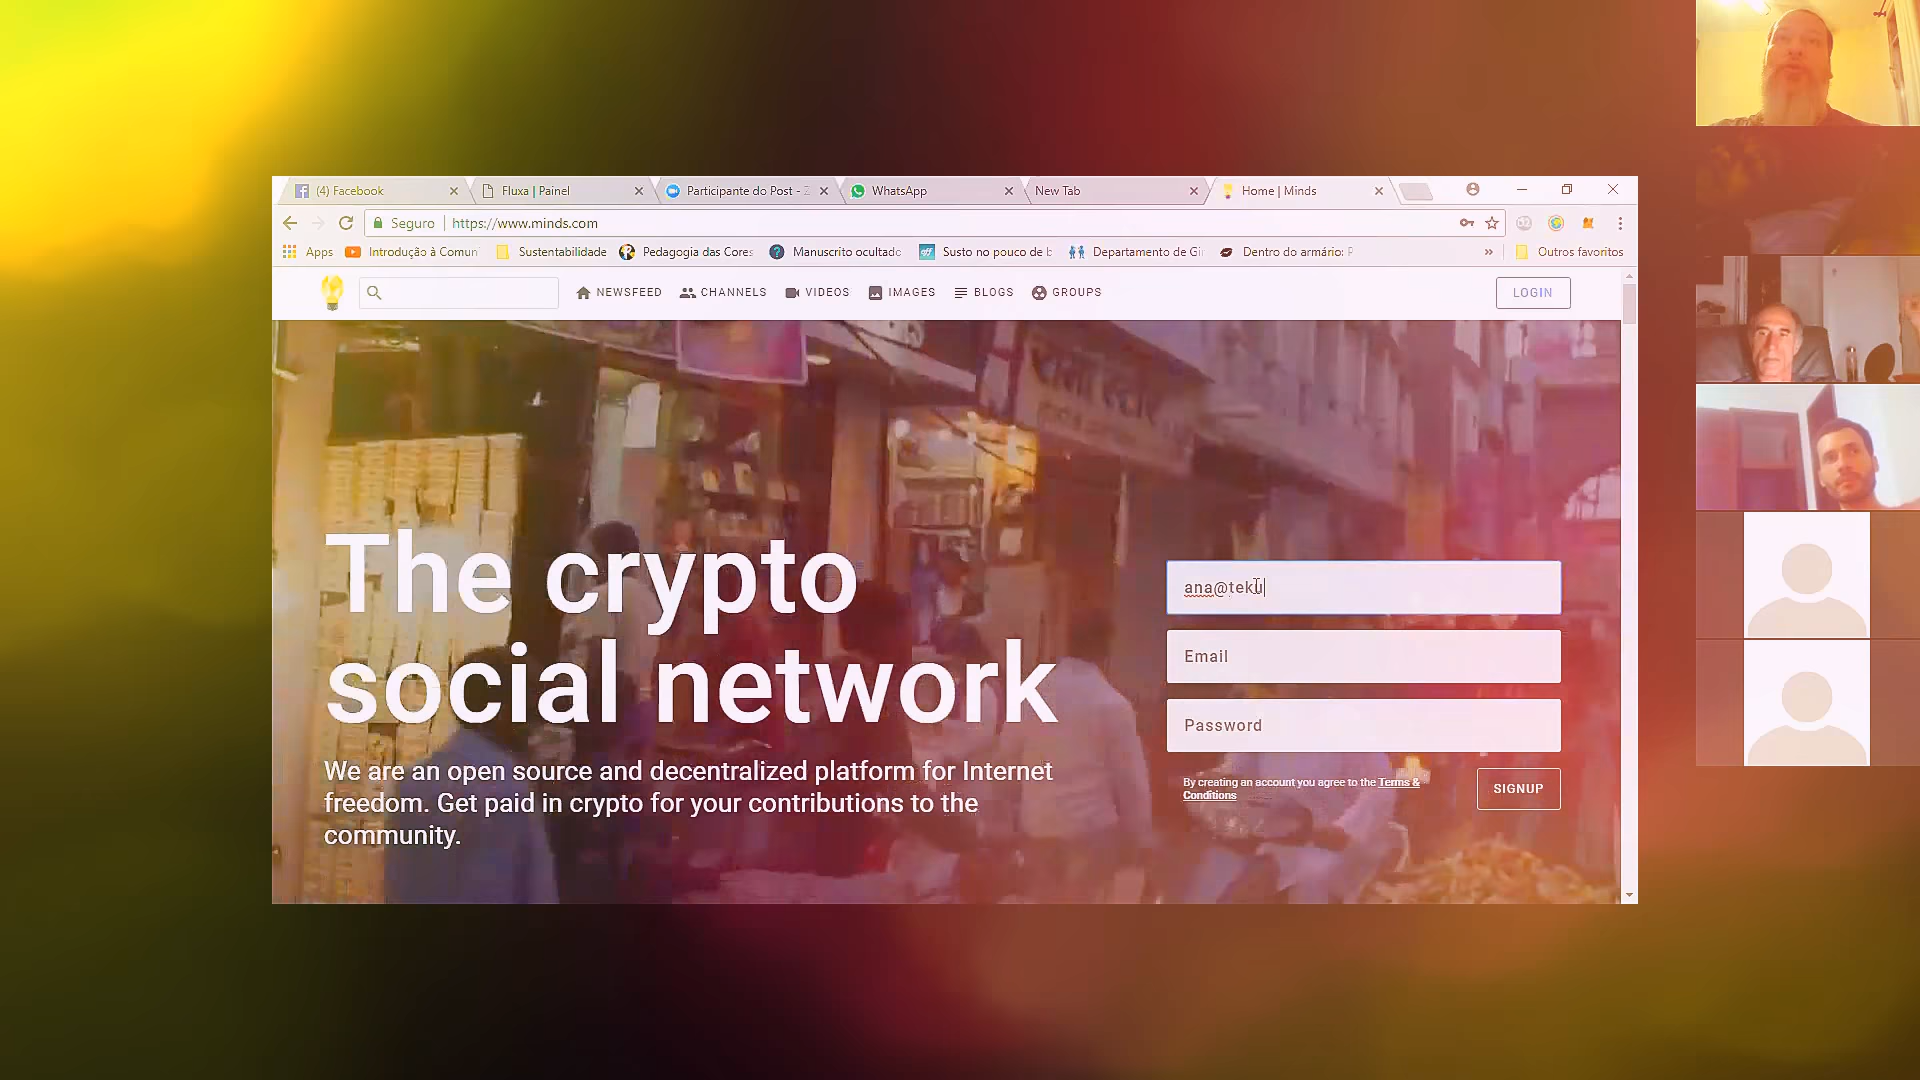 (4) Facebook
Fluxa | Painel
Participante do Post - Z
WhatsApp
New Tab
Home | Minds
Seguro
https://www.minds.com
Apps
Introdução à Comun
Sustentabilidade
Pedagogia das Cores
Manuscrito ocultado
Susto no pouco de b
Departamento de Gi
Dentro do armário: P
»
Outros favoritos
NEWSFEED
CHANNELS
VIDEOS
IMAGES
BLOGS
GROUPS
LOGIN
The crypto
social network
We are an open source and decentralized platform for Internet
freedom. Get paid in crypto for your contributions to the
community.
ana@teku
Email
Password
By creating an account you agree to the Terms &
Conditions
SIGNUP